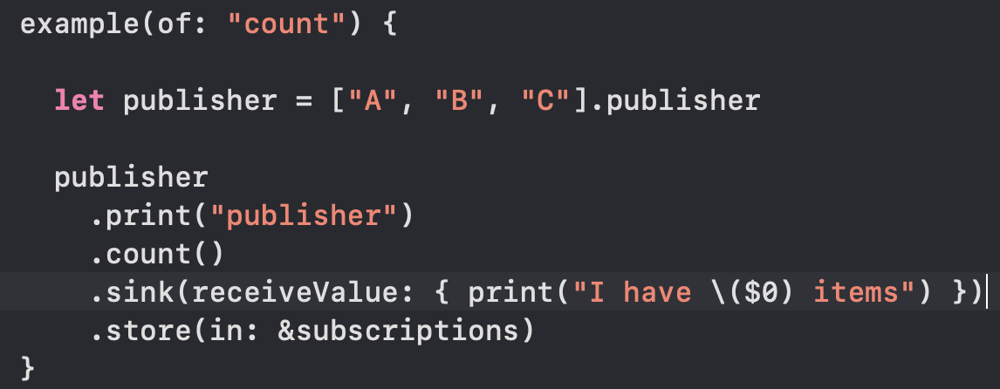 example(of: "count") {
let publisher = ["A", "B", "C"].publisher
publisher
.print("publisher")
.count()
.sink(receiveValue: { print("I have \($0) items") })
.store(in: &subscriptions)
}